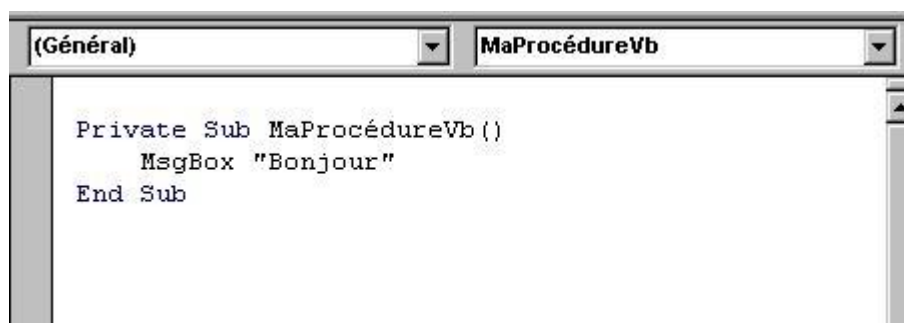 (Général) MaProcédureVb
Private Sub MaProcédureVb()
MsgBox "Bonjour"
End Sub